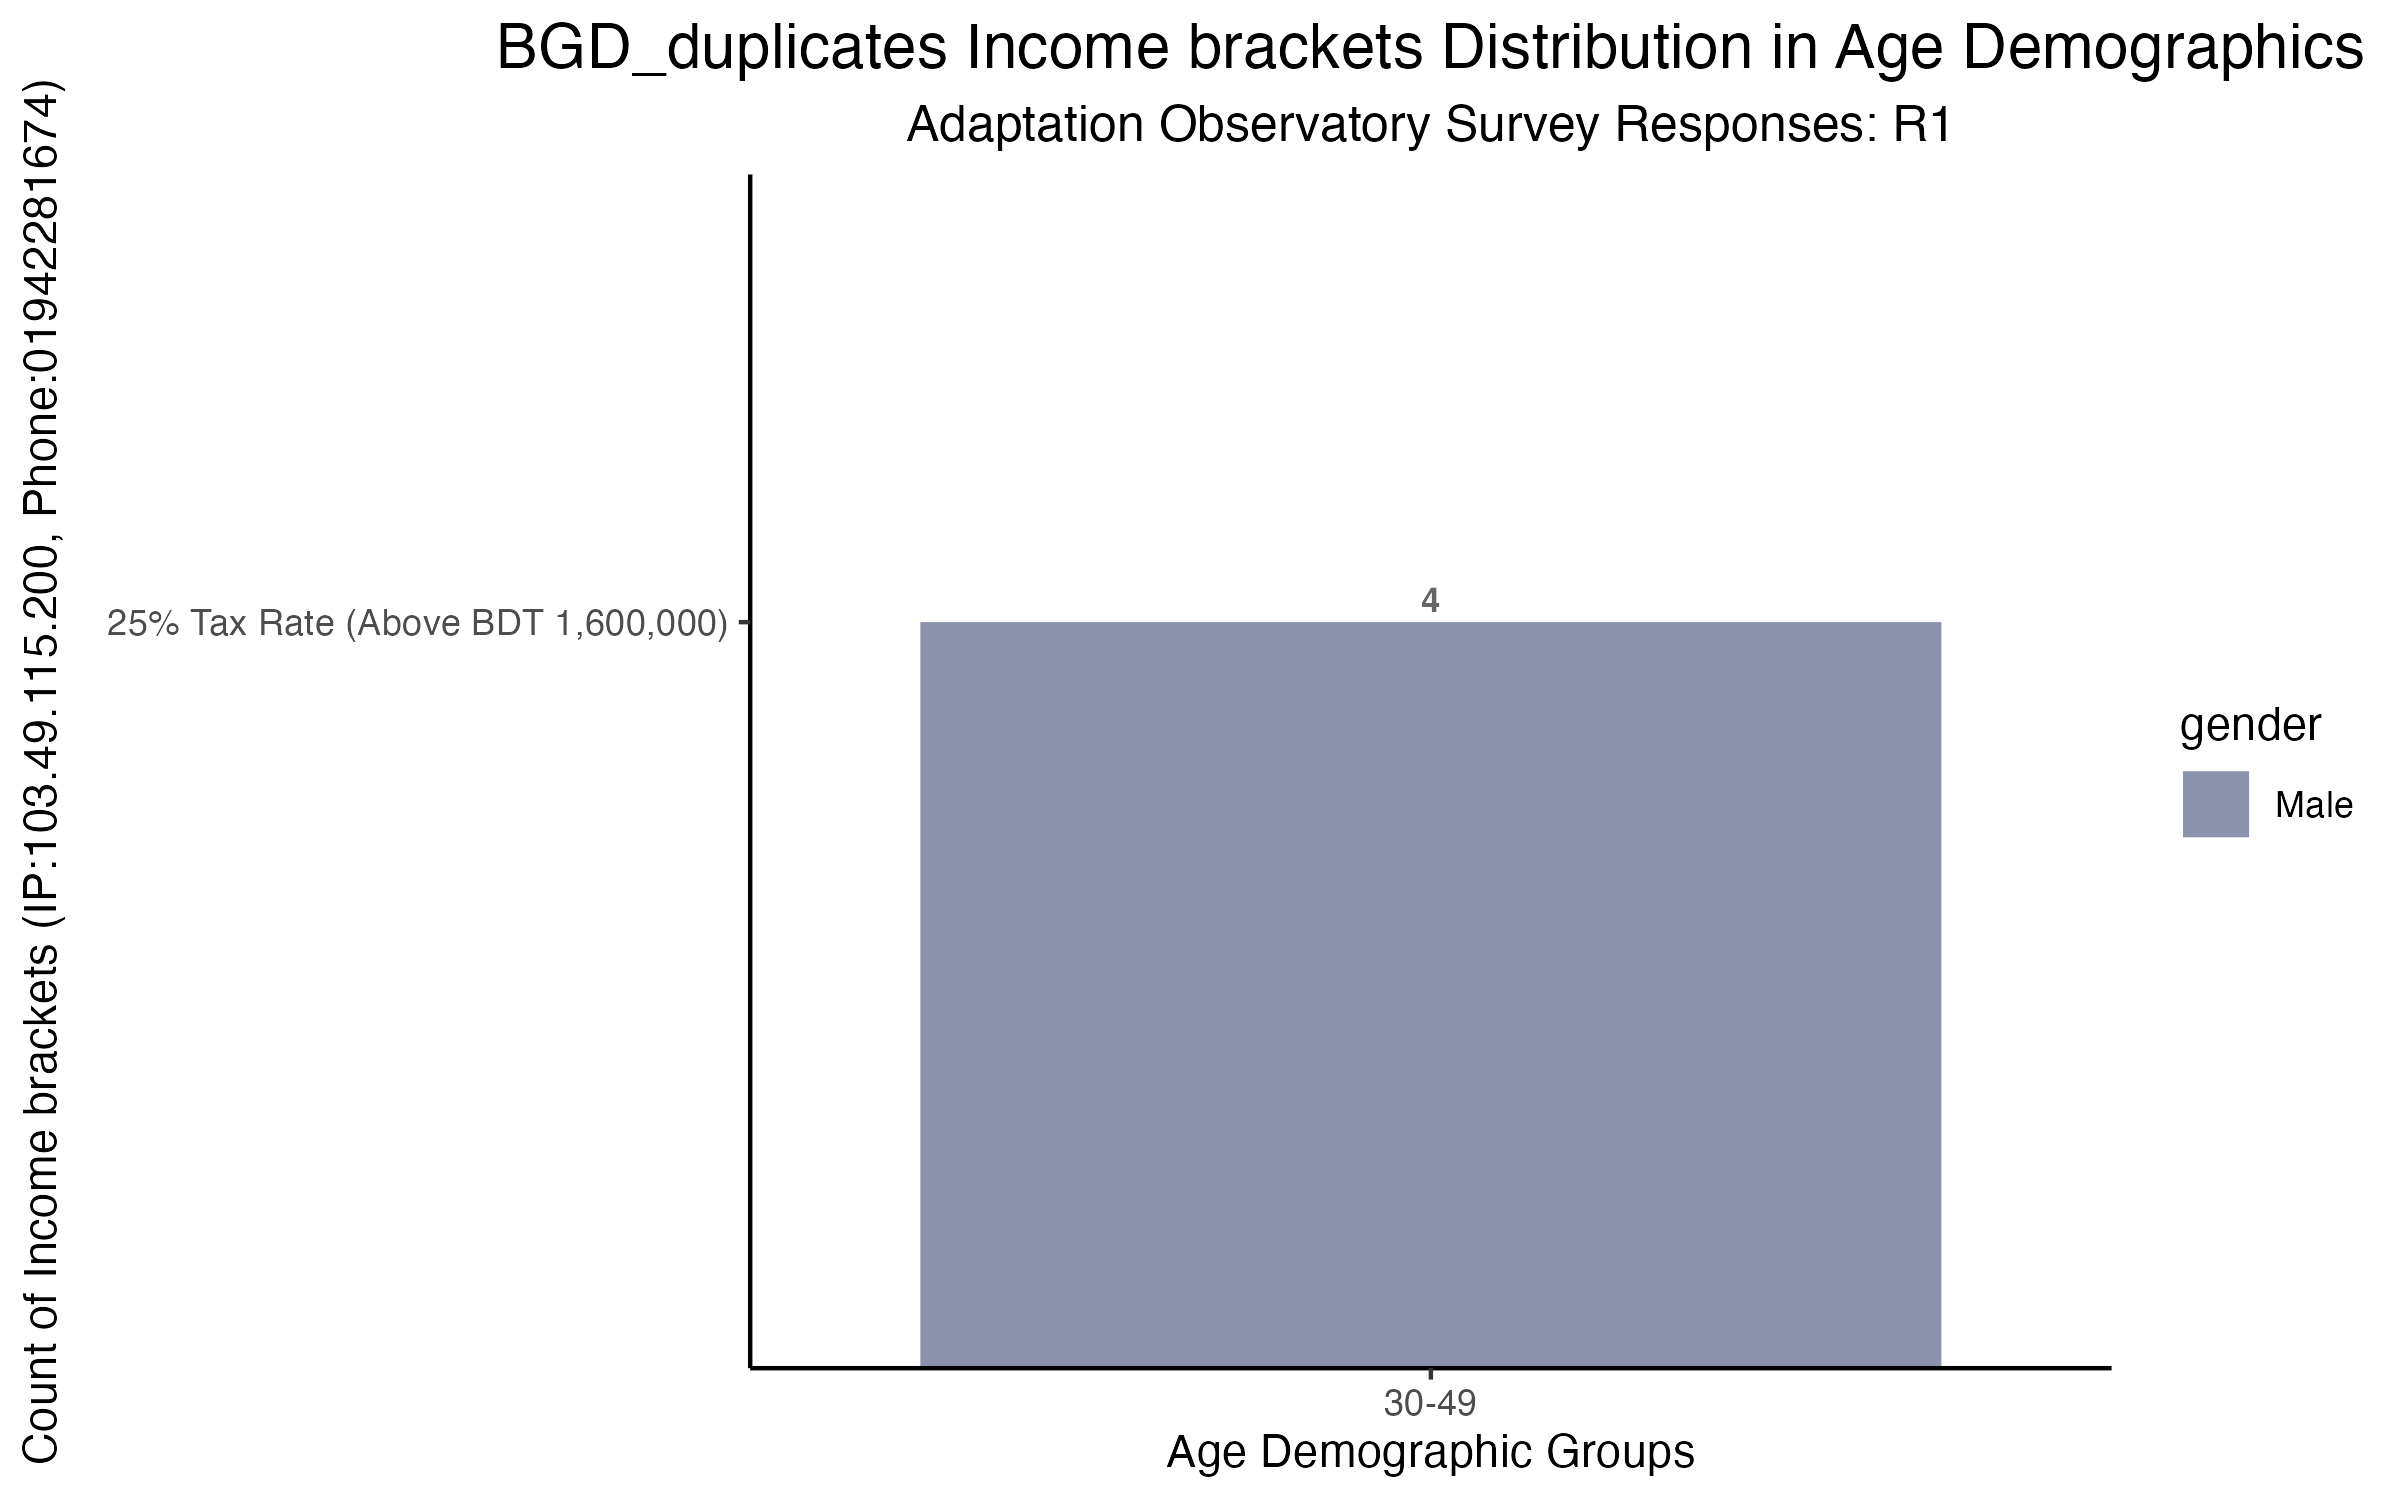 BGD_duplicates Income brackets Distribution in Age Demographics
Adaptation Observatory Survey Responses: R1
Count of Income brackets (IP:103.49.115.200, Phone:01942281674)
4
25% Tax Rate (Above BDT 1,600,000)
gender
Male
30-49
Age Demographic Groups